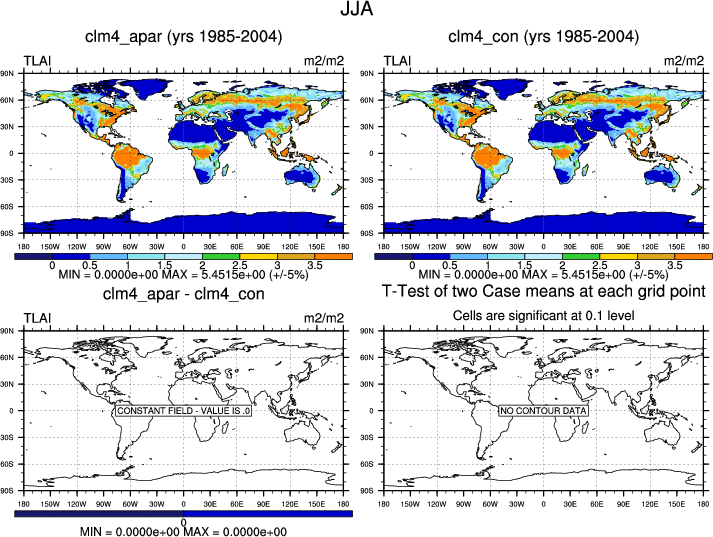 JJA
clm4_apar (yrs 1985-2004)
clm4_con (yrs 1985-2004)
TLAI m2/m2
TLAI m2/m2
90N
60N
30N
0
30S
60S
90S
180 150W 120W 90W 60W 30W 0 30E 60E 90E 120E 150E 180
0 0.5 1 1.5 2 2.5 3 3.5
MIN = 0.0000e+00 MAX = 5.4515e+00 (+/-5%)
90N
60N
30N
0
30S
60S
90S
180 150W 120W 90W 60W 30W 0 30E 60E 90E 120E 150E 180
0 0.5 1 1.5 2 2.5 3 3.5
MIN = 0.0000e+00 MAX = 5.4515e+00 (+/-5%)
clm4_apar - clm4_con
TLAI m2/m2
90N
60N
30N
0
30S
60S
90S
CONSTANT FIELD - VALUE IS .0
180 150W 120W 90W 60W 30W 0 30E 60E 90E 120E 150E 180
0
MIN = 0.0000e+00 MAX = 0.0000e+00
T-Test of two Case means at each grid point
Cells are significant at 0.1 level
90N
60N
30N
0
30S
60S
90S
NO CONTOUR DATA
180 150W 120W 90W 60W 30W 0 30E 60E 90E 120E 150E 180